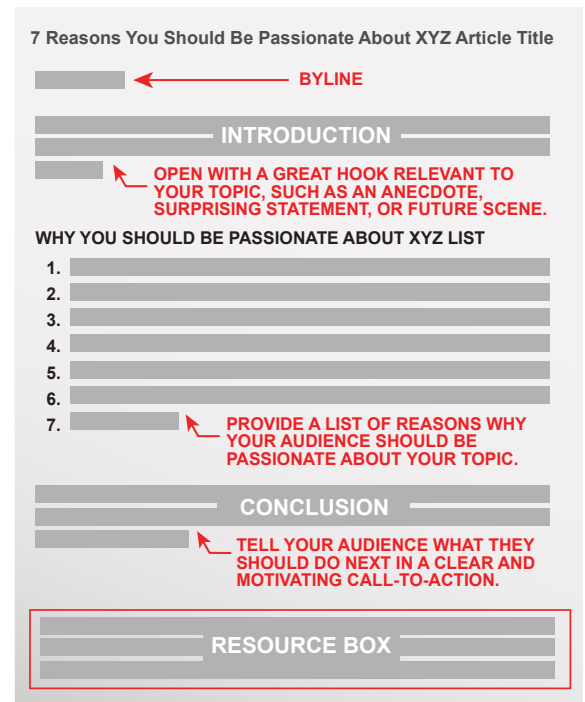 7 Reasons You Should Be Passionate About XYZ Article Title
BYLINE
INTRODUCTION
OPEN WITH A GREAT HOOK RELEVANT TO
YOUR TOPIC, SUCH AS AN ANECDOTE,
SURPRISING STATEMENT, OR FUTURE SCENE.
WHY YOU SHOULD BE PASSIONATE ABOUT XYZ LIST
1.
2.
3.
4.
5.
6.
7.
PROVIDE A LIST OF REASONS WHY
YOUR AUDIENCE SHOULD BE
PASSIONATE ABOUT YOUR TOPIC.
CONCLUSION
TELL YOUR AUDIENCE WHAT THEY
SHOULD DO NEXT IN A CLEAR AND
MOTIVATING CALL-TO-ACTION.
RESOURCE BOX